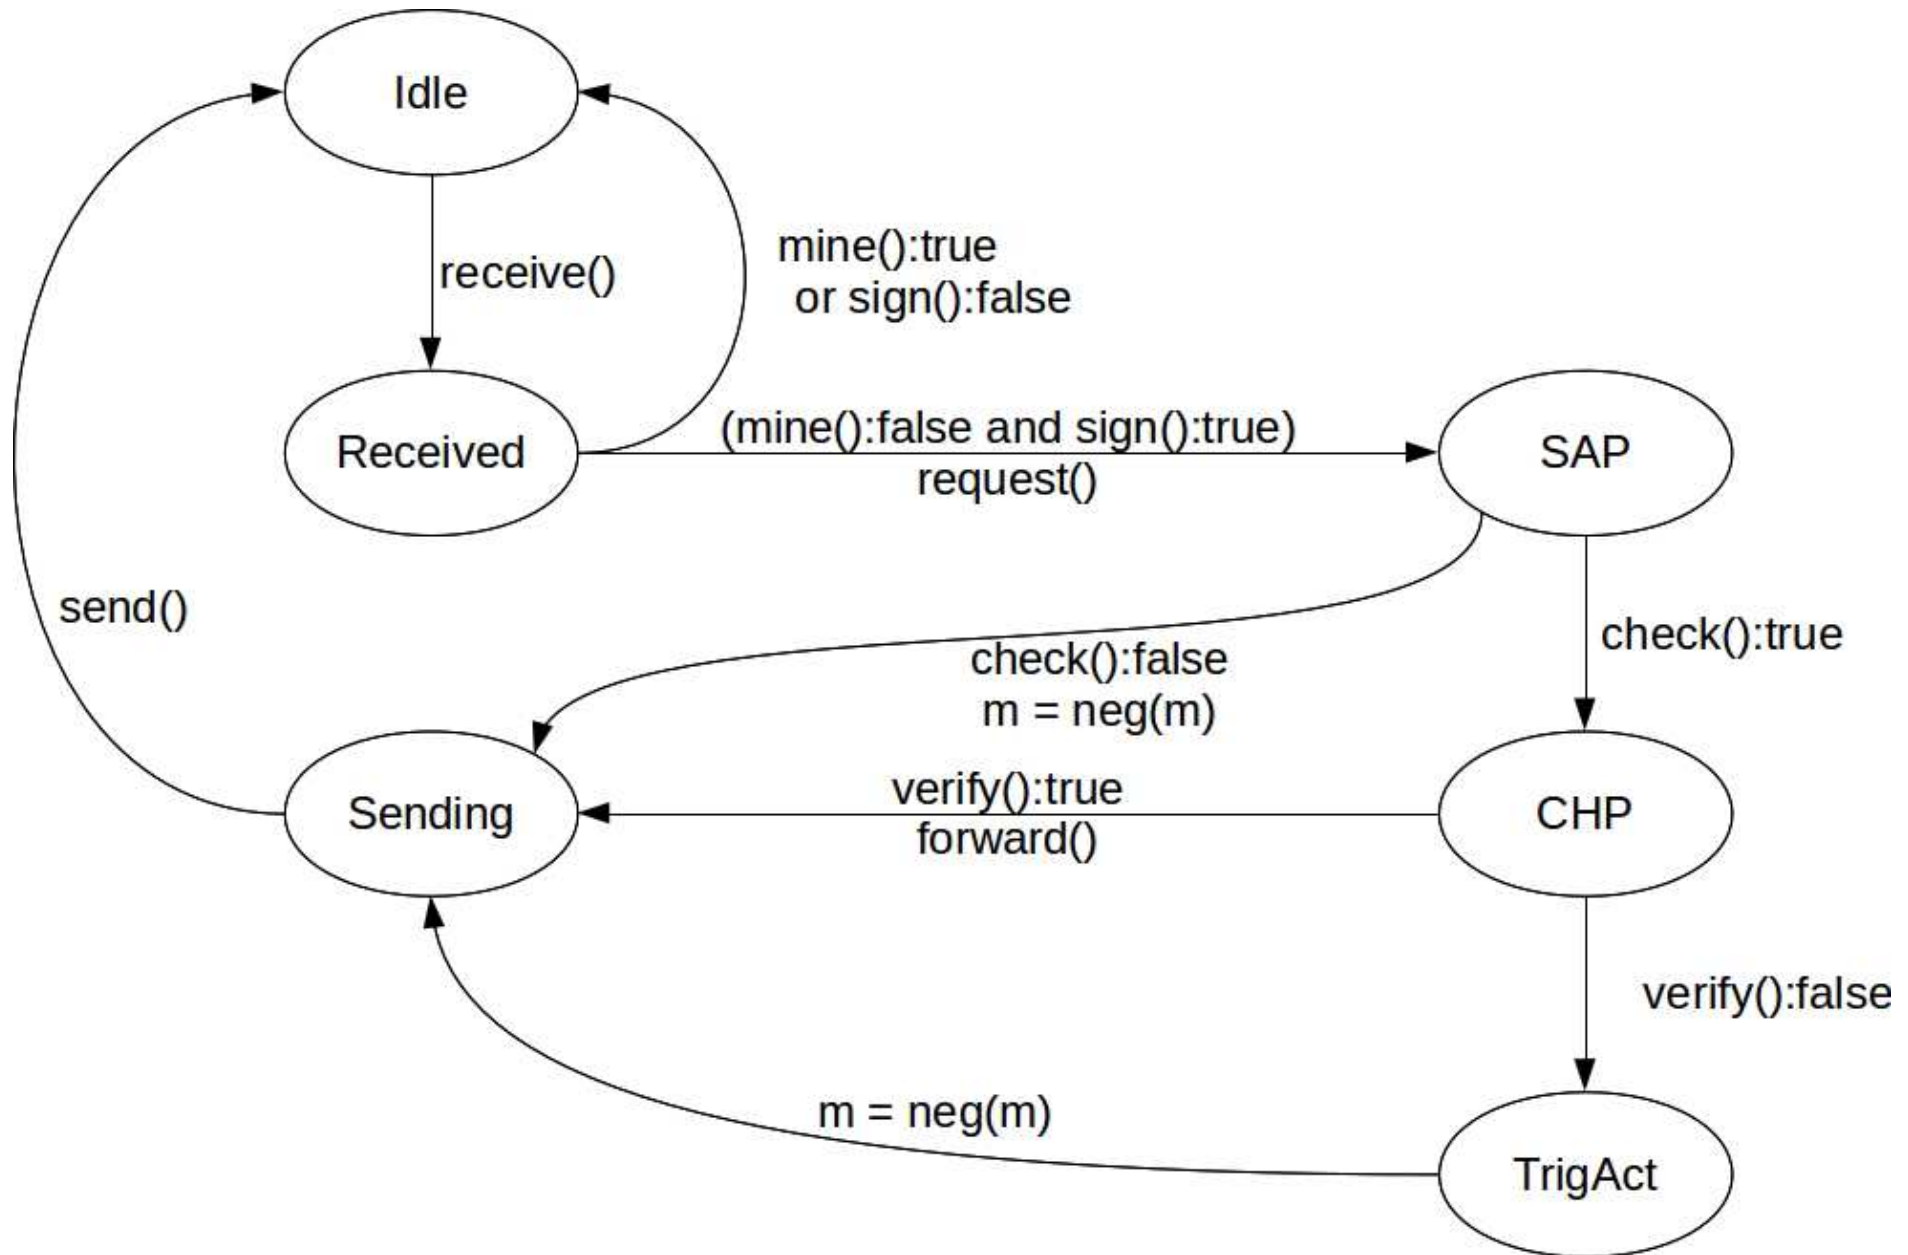 Idle
mine():true
or sign():false
receive()
(mine():false and sign():true)
Received
SAP
request()
send()
check():true
check():false
m = neg(m)
verify():true
Sending
CHP
forward()
verify():false
m = neg(m)
TrigAct